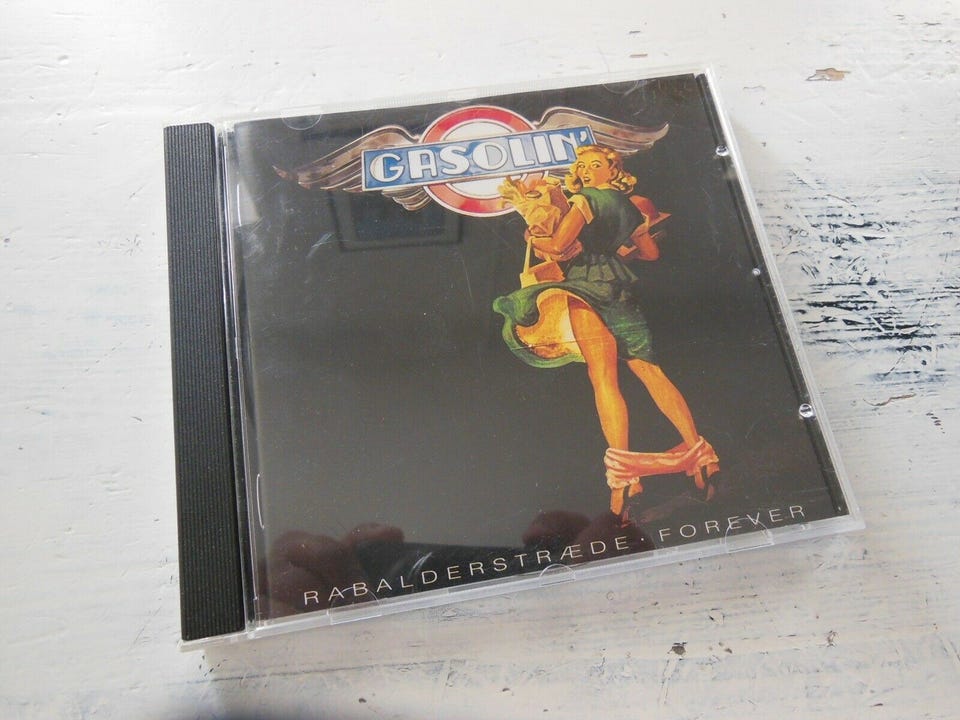 GASOLIN'
RABALDERSTRÆDE · FOREVER